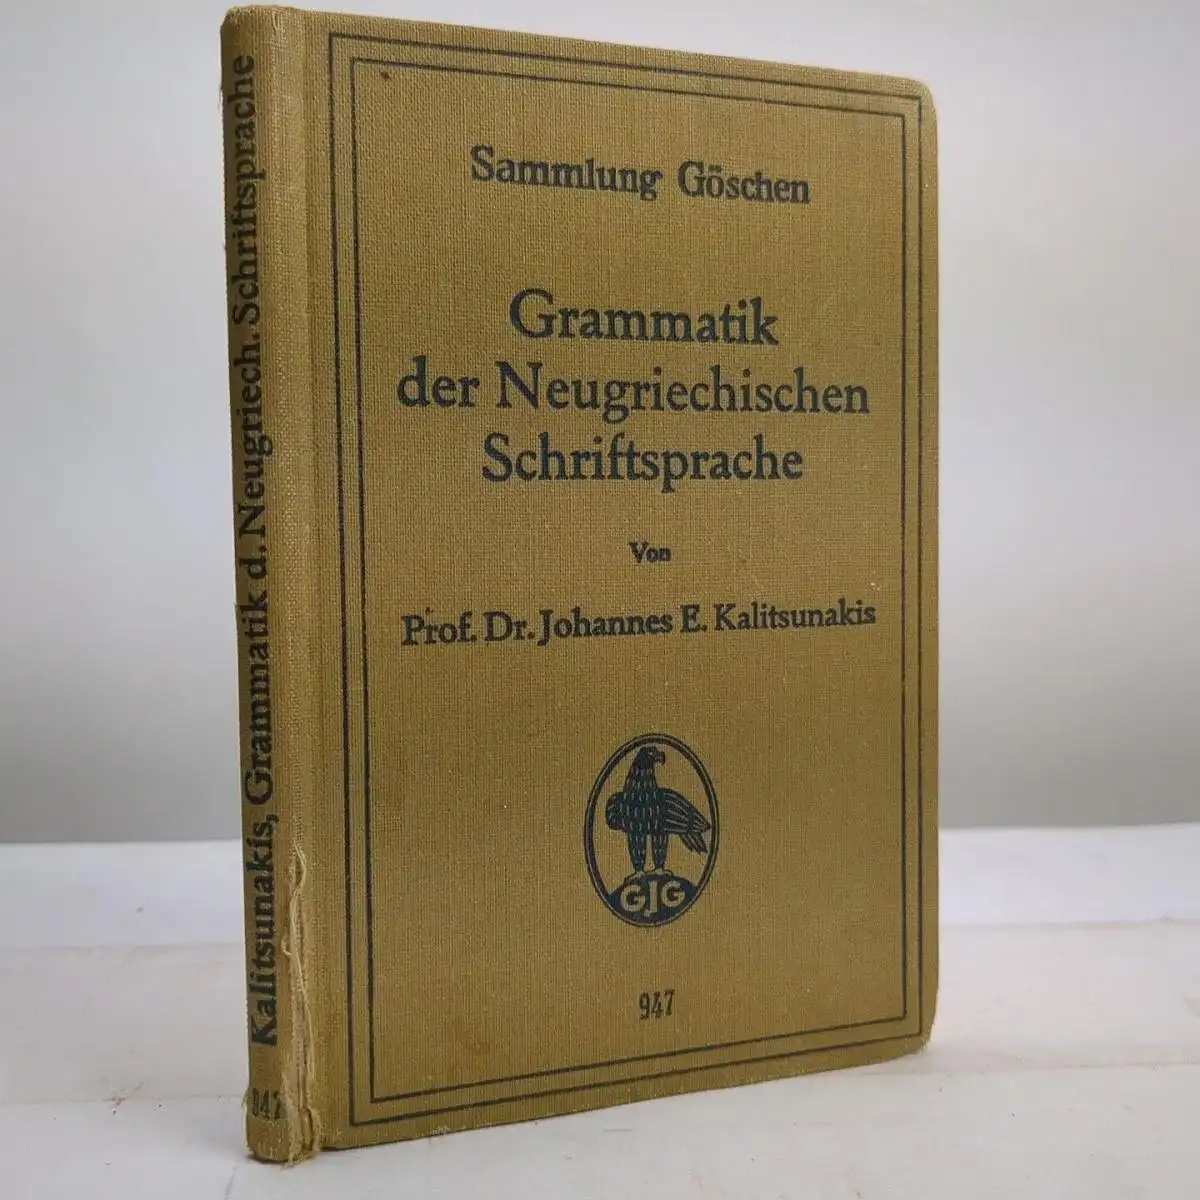 Kalitsunakis, Grammatik d. Neugriech. Schriftsprache
947
Sammlung Göschen
Grammatik
der Neugriechischen
Schriftsprache
Von
Prof. Dr. Johannes E. Kalitsunakis
GJG
947